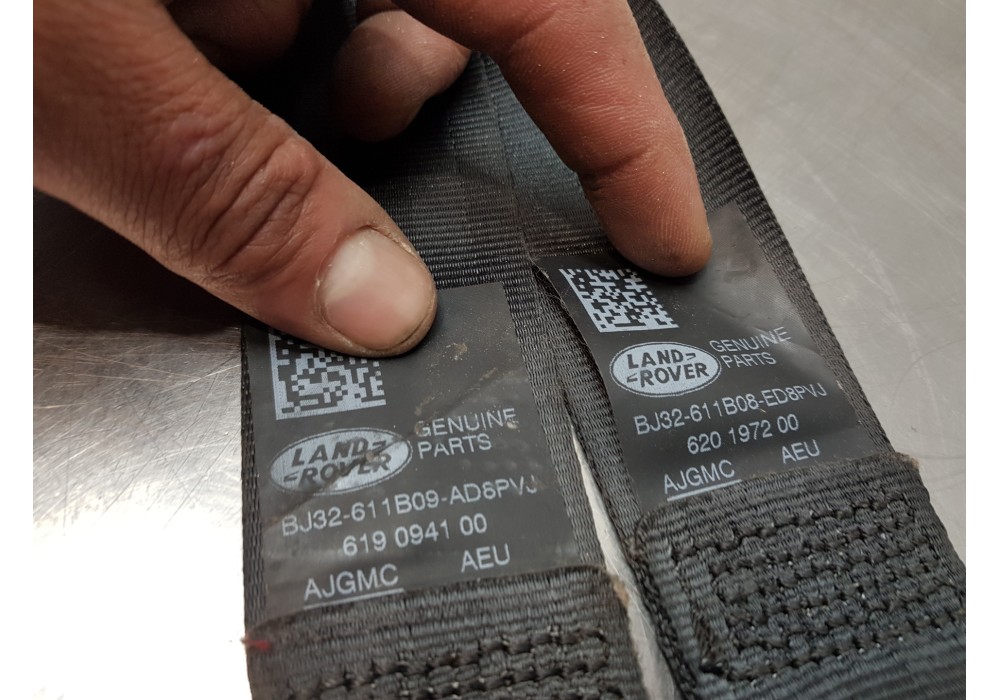 LAND-
-ROVER
GENUINE
PARTS
BJ32-611B09-AD8PVJ
619 0941 00
AJGMC AEU
LAND-
-ROVER
GENUINE
PARTS
BJ32-611B08-ED8PVJ
620 1972 00
AJGMC AEU